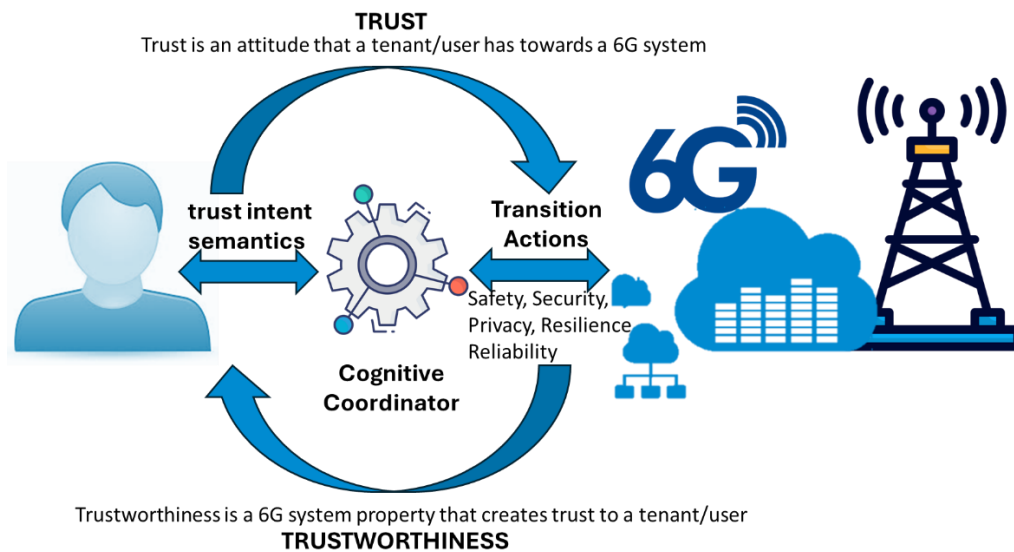 TRUST
Trust is an attitude that a tenant/user has towards a 6G system
6G
trust intent
semantics
Transition
Actions
Safety, Security,
Privacy, Resilience
Reliability
Cognitive
Coordinator
Trustworthiness is a 6G system property that creates trust to a tenant/user
TRUSTWORTHINESS